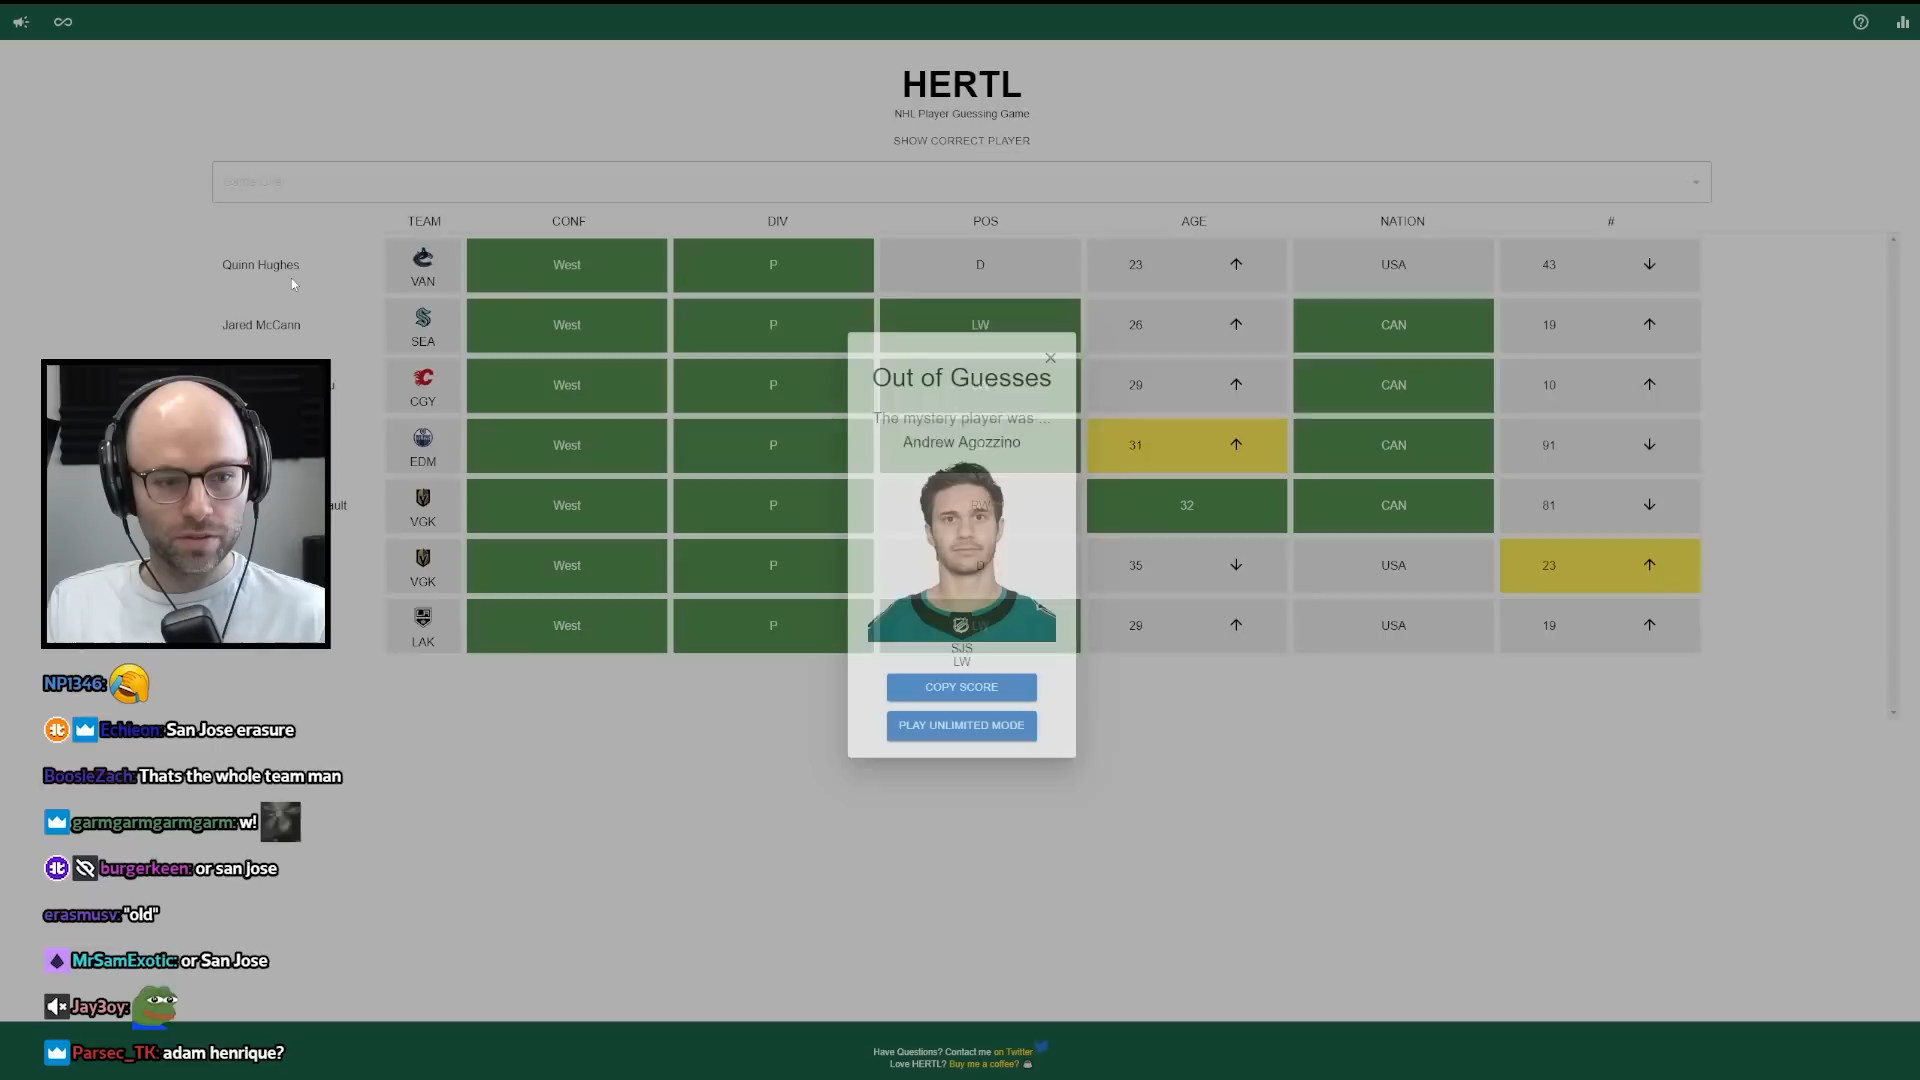 HERTL
NHL Player Guessing Game
SHOW CORRECT PLAYER
TEAM CONF DIV POS AGE NATION #
Quinn Hughes VAN West P D 23 USA 43
Jared McCann SEA West P LW 26 CAN 19
CGY West P 29 CAN 10
EDM West P 31 CAN 91
ault VGK West P RW 32 CAN 81
VGK West P D 35 USA 23
LAK West P LW 29 USA 19
Out of Guesses
The mystery player was ...
Andrew Agozzino
SJS
LW
COPY SCORE
PLAY UNLIMITED MODE
NP1346:
Echleon: San Jose erasure
BoosieZach: Thats the whole team man
garmgarmgarmgarm: w!
burgerkeen: or san jose
erasmusv: "old"
MrSamExotic: or San Jose
Jay3oy:
Parsec_TK: adam henrique?
Have Questions? Contact me on Twitter
Love HERTL? Buy me a coffee?